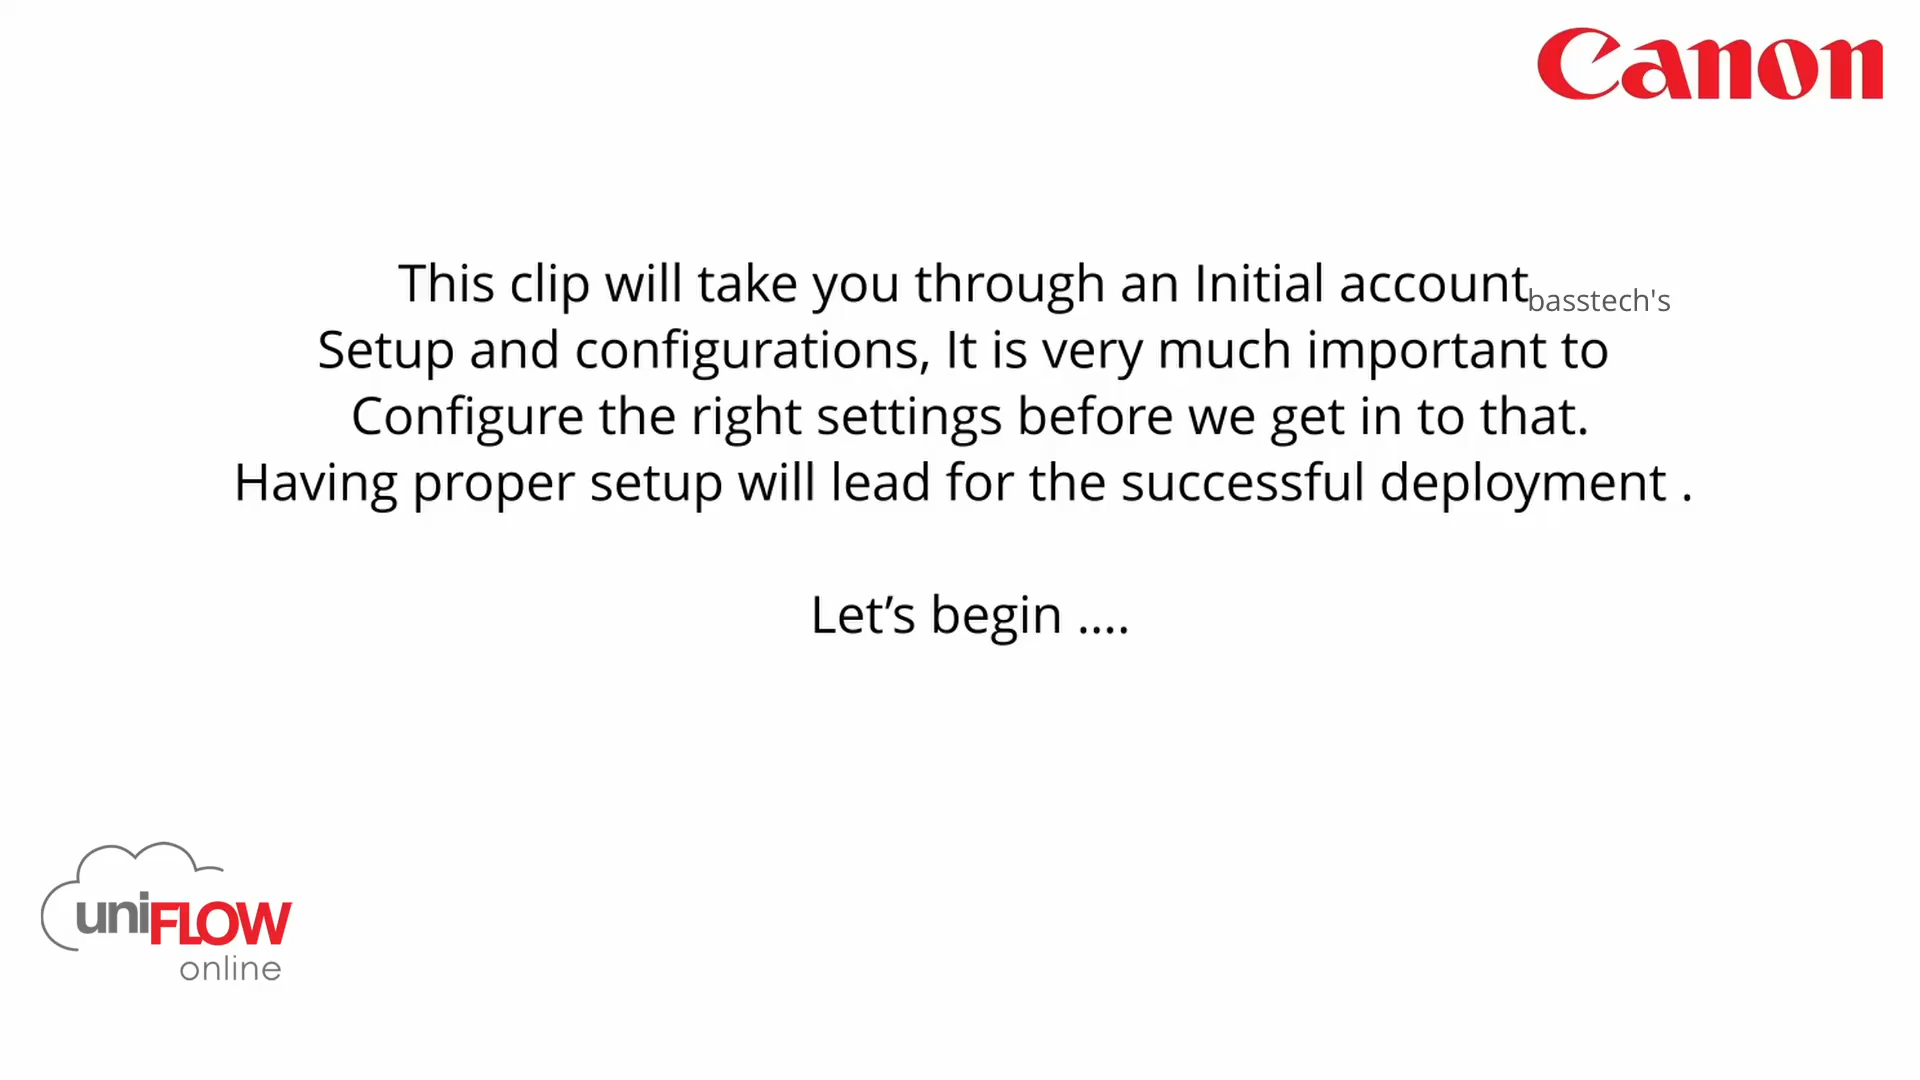 Canon
This clip will take you through an Initial account
basstech's
Setup and configurations, It is very much important to
Configure the right settings before we get in to that.
Having proper setup will lead for the successful deployment .
Let’s begin ....
uniFLOW
online